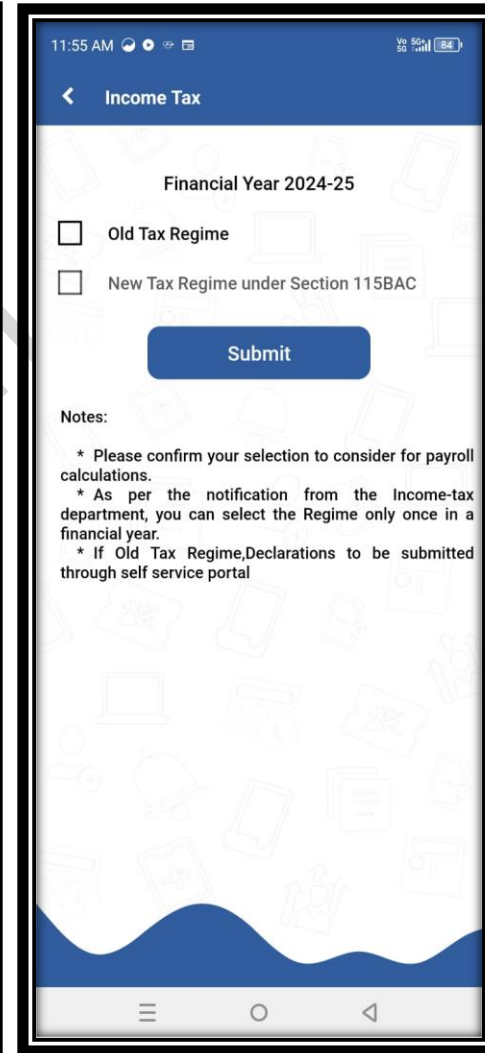 11:55 AM
Vo 5G 5G+ 84
Income Tax
Financial Year 2024-25
Old Tax Regime
New Tax Regime under Section 115BAC
Submit
Notes:
* Please confirm your selection to consider for payroll
calculations.
* As per the notification from the Income-tax
department, you can select the Regime only once in a
financial year.
* If Old Tax Regime,Declarations to be submitted
through self service portal